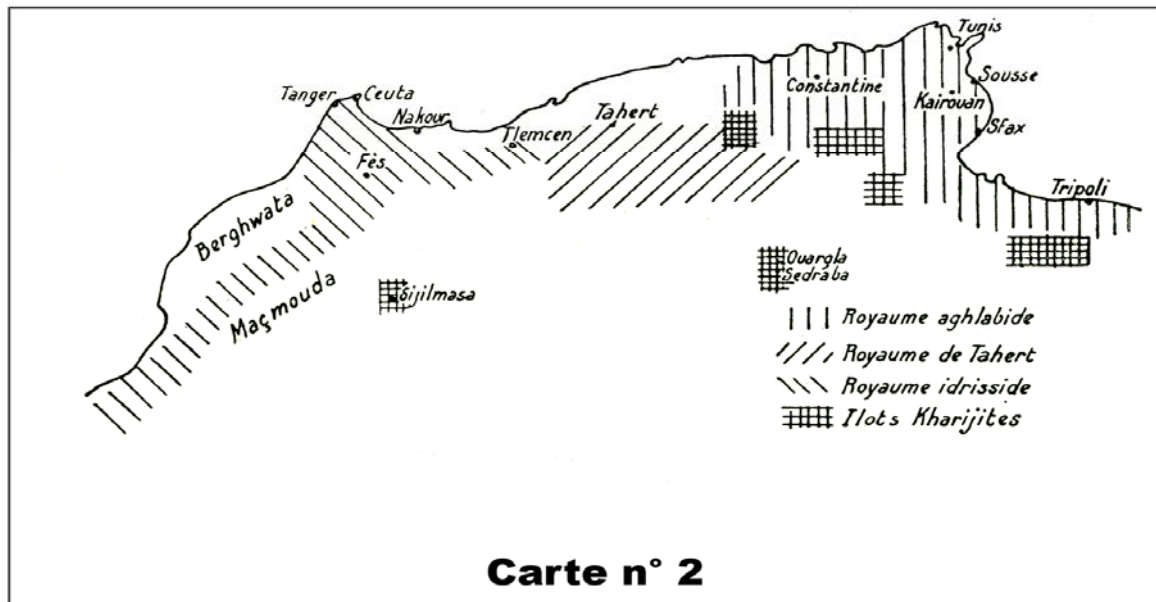 Tunis
Constantine
Sousse
Kairouan
Tanger
Ceuta
Nakour
Tlemcen
Tahert
Sfax
Fès
Tripoli
Berghwata
Maçmouda
Sijilmasa
Ouargla
Sedraba
Royaume aghlabide
Royaume de Tahert
Royaume idrisside
Ilots Kharijites
Carte n° 2